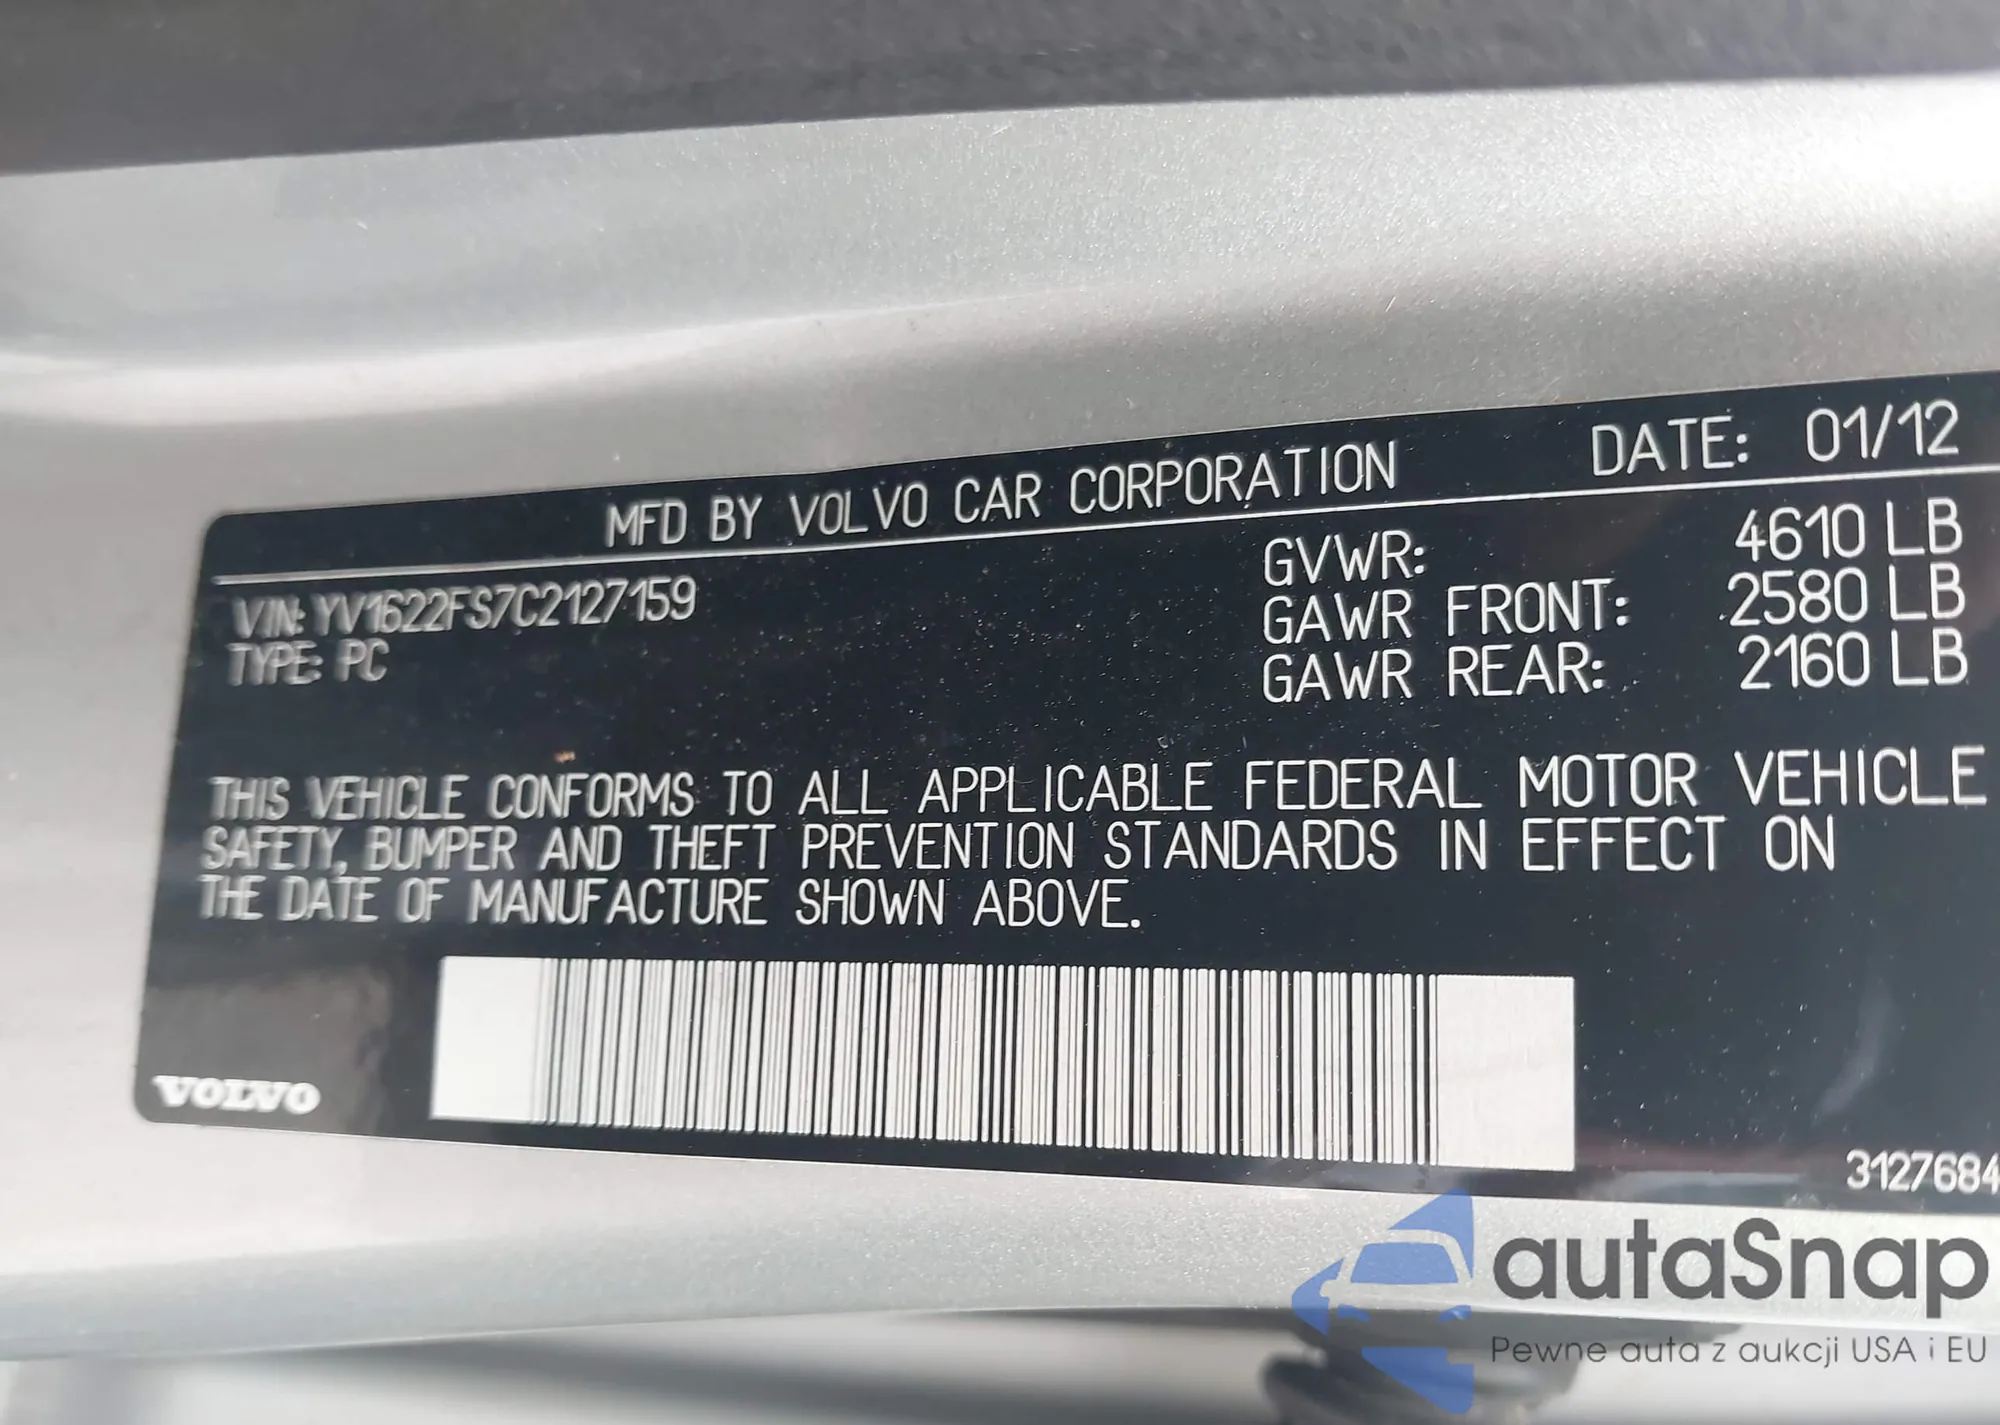 MFD BY VOLVO CAR CORPORATION DATE: 01/12
VIN: YV1622FS7C2127159
TYPE: PC
GVWR: 4610 LB
GAWR FRONT: 2580 LB
GAWR REAR: 2160 LB
THIS VEHICLE CONFORMS TO ALL APPLICABLE FEDERAL MOTOR VEHICLE
SAFETY, BUMPER AND THEFT PREVENTION STANDARDS IN EFFECT ON
THE DATE OF MANUFACTURE SHOWN ABOVE.
VOLVO
3127684
autaSnap
Pewne auta z aukcji USA i EU